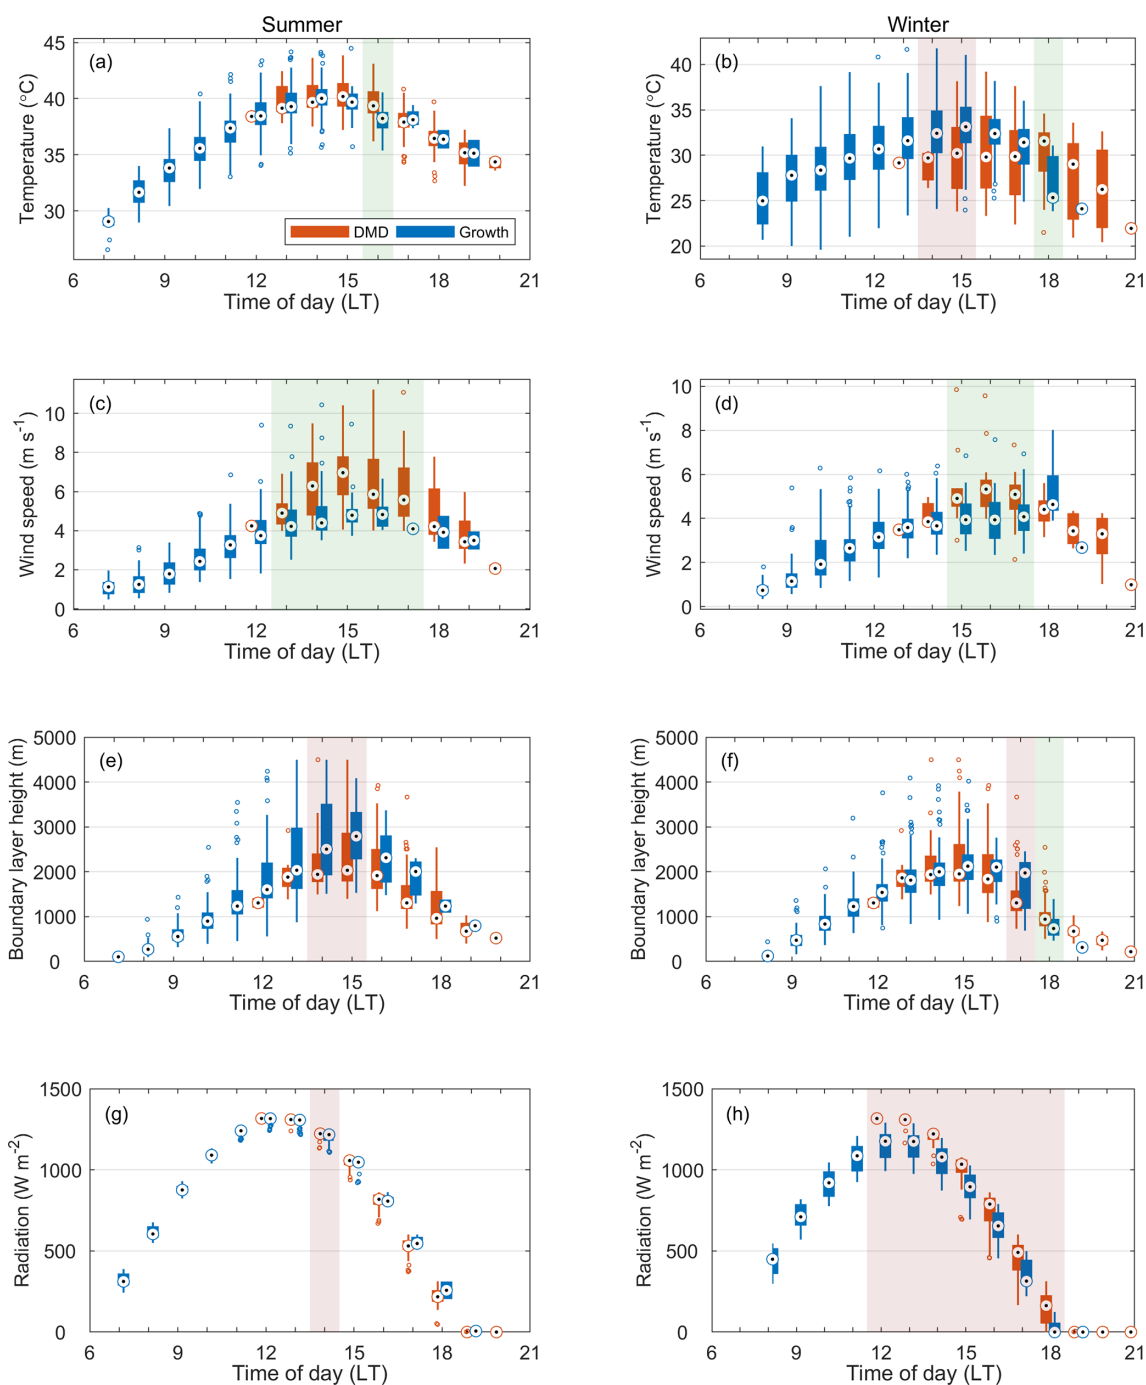 Summer
Winter
(a)
Temperature (°C)
45
40
35
30
DMD
Growth
6 9 12 15 18 21
Time of day (LT)
(b)
Temperature (°C)
40
35
30
25
20
6 9 12 15 18 21
Time of day (LT)
(c)
Wind speed (m s-1)
10
8
6
4
2
0
6 9 12 15 18 21
Time of day (LT)
(d)
Wind speed (m s-1)
10
8
6
4
2
0
6 9 12 15 18 21
Time of day (LT)
(e)
Boundary layer height (m)
5000
4000
3000
2000
1000
0
6 9 12 15 18 21
Time of day (LT)
(f)
Boundary layer height (m)
5000
4000
3000
2000
1000
0
6 9 12 15 18 21
Time of day (LT)
(g)
Radiation (W m-2)
1500
1000
500
0
6 9 12 15 18 21
Time of day (LT)
(h)
Radiation (W m-2)
1500
1000
500
0
6 9 12 15 18 21
Time of day (LT)